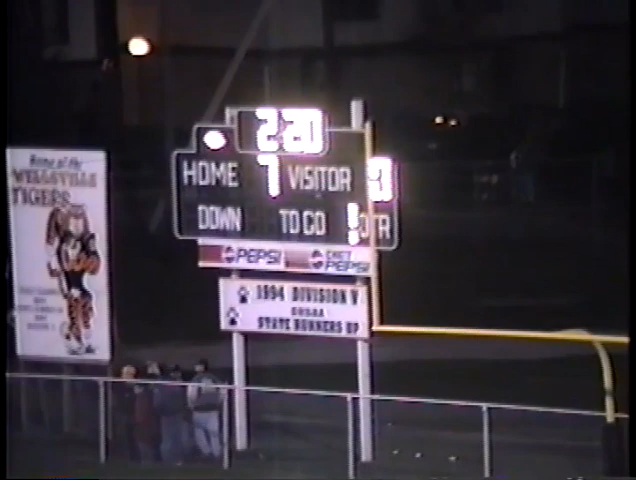 Home of the
WELLSVILLE
TIGERS
2 20
HOME 7 VISITOR
DOWN TO GO QTR
PEPSI DIET PEPSI
1994 DIVISION V
OHSAA
STATE RUNNERS UP